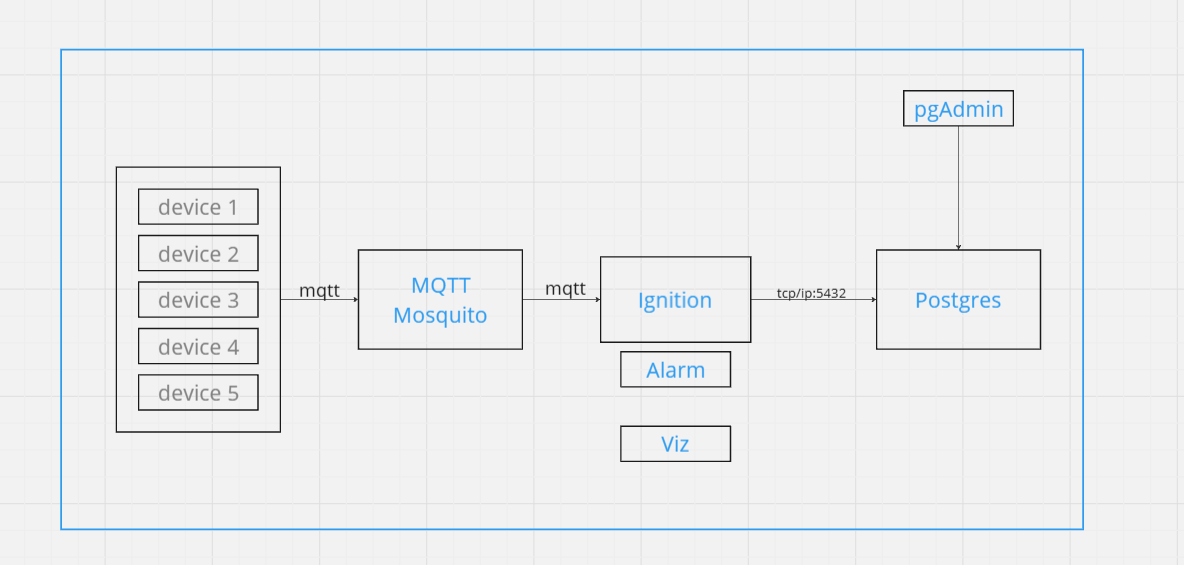 pgAdmin
device 1
device 2
device 3
device 4
device 5
mqtt
MQTT
Mosquito
mqtt
Ignition
tcp/ip:5432
Postgres
Alarm
Viz